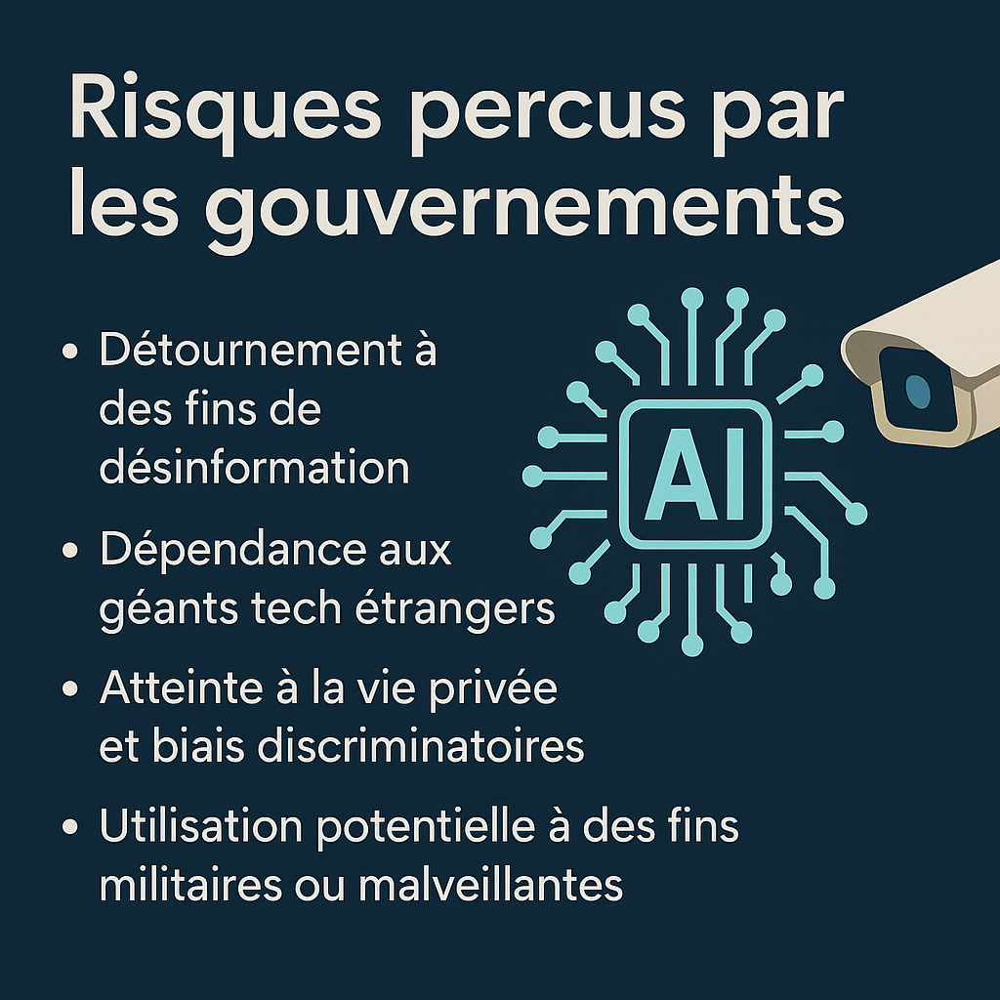 Risques percus par
les gouvernements
• Détournement à
des fins de
désinformation
• Dépendance aux
géants tech étrangers
• Atteinte à la vie privée
et biais discriminatoires
• Utilisation potentielle à des fins
militaires ou malveillantes
AI